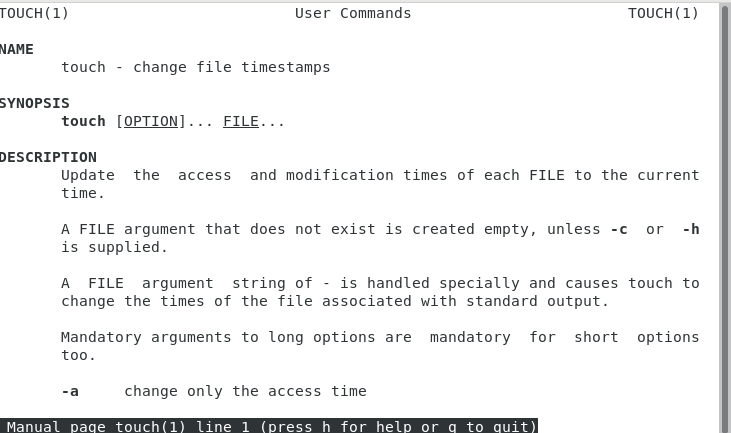 TOUCH(1) User Commands TOUCH(1)
NAME
touch - change file timestamps
SYNOPSIS
touch [OPTION]... FILE...
DESCRIPTION
Update the access and modification times of each FILE to the current
time.
A FILE argument that does not exist is created empty, unless -c or -h
is supplied.
A FILE argument string of - is handled specially and causes touch to
change the times of the file associated with standard output.
Mandatory arguments to long options are mandatory for short options
too.
-a change only the access time
Manual page touch(1) line 1 (press h for help or q to quit)